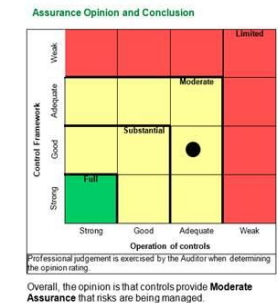 Assurance Opinion and Conclusion
Limited
Weak
Moderate
Adequate
Control Framework
Substantial
Good
Full
Strong
Strong Good Adequate Weak
Operation of controls
Professional judgement is exercised by the Auditor when determining
the opinion rating.
Overall, the opinion is that controls provide Moderate
Assurance that risks are being managed.